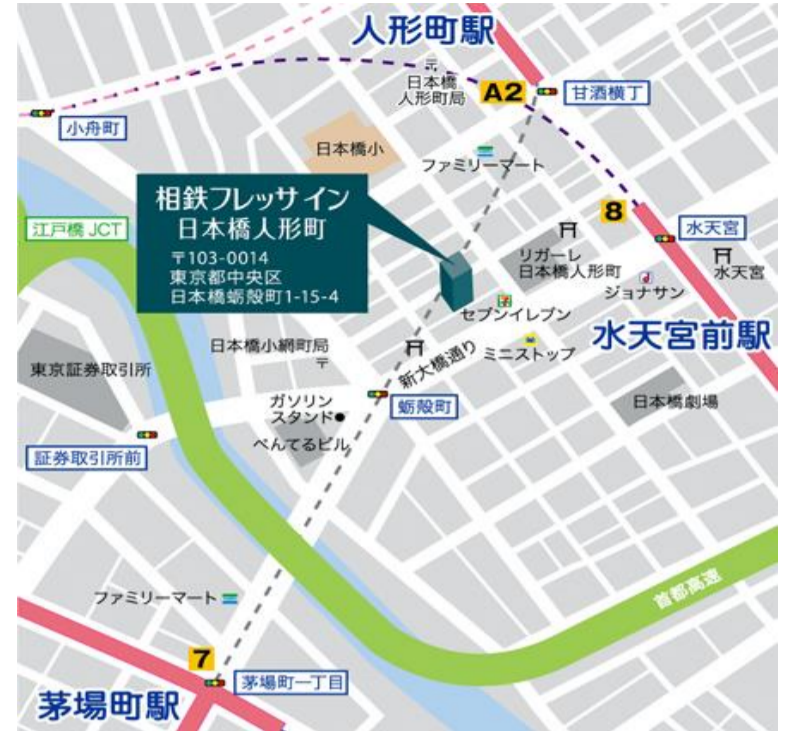 人形町駅
日本橋
人形町局
A2
甘酒横丁
小舟町
日本橋小
ファミリーマート
相鉄フレッサイン
日本橋人形町
〒103-0014
東京都中央区
日本橋蛎殻町1-15-4
江戸橋 JCT
8
水天宮
リガーレ
日本橋人形町
水天宮
ジョナサン
セブンイレブン
水天宮前駅
日本橋小網町局
〒
新大橋通り
ミニストップ
東京証券取引所
ガソリン
スタンド
蛎殻町
日本橋劇場
ぺんてるビル
証券取引所前
首都高速
ファミリーマート
7
茅場町一丁目
茅場町駅